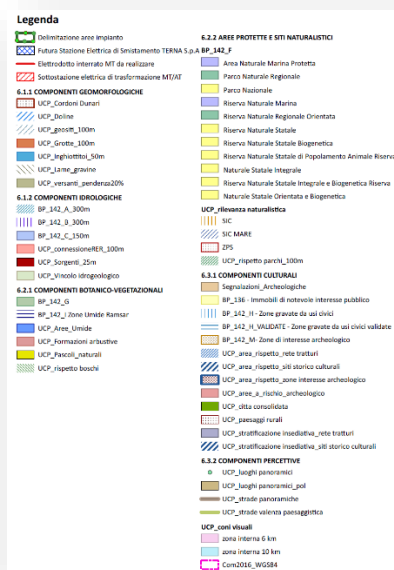 Legenda
Delimitazione aree impianto
Futura Stazione Elettrica di Smistamento TERNA S.p.A
Elettrodotto interrato MT da realizzare
Sottostazione elettrica di trasformazione MT/AT
6.1.1 COMPONENTI GEOMORFOLOGICHE
UCP_Cordoni Dunari
UCP_Doline
UCP_geositi_100m
UCP_Grotte_100m
UCP_Inghiottitoi_50m
UCP_Lame_gravine
UCP_versanti_pendenza20%
6.1.2 COMPONENTI IDROLOGICHE
BP_142_A_300m
BP_142_B_300m
BP_142_C_150m
UCP_connessioneRER_100m
UCP_Sorgenti_25m
UCP_Vincolo idrogeologico
6.2.1 COMPONENTI BOTANICO-VEGETAZIONALI
BP_142_G
BP_142_I Zone Umide Ramsar
UCP_Aree_Umide
UCP_Formazioni arbustive
UCP_Pascoli_naturali
UCP_rispetto boschi
6.2.2 AREE PROTETTE E SITI NATURALISTICI
BP_142_F
Area Naturale Marina Protetta
Parco Naturale Regionale
Parco Nazionale
Riserva Naturale Marina
Riserva Naturale Regionale Orientata
Riserva Naturale Statale
Riserva Naturale Statale Biogenetica
Riserva Naturale Statale di Popolamento Animale Riserva
Naturale Statale Integrale
Riserva Naturale Statale Integrale e Biogenetica Riserva
Naturale Statale Orientata e Biogenetica
UCP_rilevanza naturalistica
SIC
SIC MARE
ZPS
UCP_rispetto parchi_100m
6.3.1 COMPONENTI CULTURALI
Segnalazioni_Archeologiche
BP_136 - Immobili di notevole interesse pubblico
BP_142_H - Zone gravate da usi civici
BP_142_H_VALIDATE - Zone gravate da usi civici validate
BP_142_M- Zone di interesse archeologico
UCP_area_rispetto_rete tratturi
UCP_area_rispetto_siti storico culturali
UCP_area_rispetto_zone interesse archeologico
UCP_aree_a_rischio_archeologico
UCP_citta consolidata
UCP_paesaggi rurali
UCP_stratificazione insediativa_rete tratturi
UCP_stratificazione insediativa_siti storico culturali
6.3.2 COMPONENTI PERCETTIVE
UCP_luoghi panoramici
UCP_luoghi panoramici_pol
UCP_strade panoramiche
UCP_strade valenza paesaggistica
UCP_coni visuali
zona interna 6 km
zona interna 10 km
Com2016_WGS84